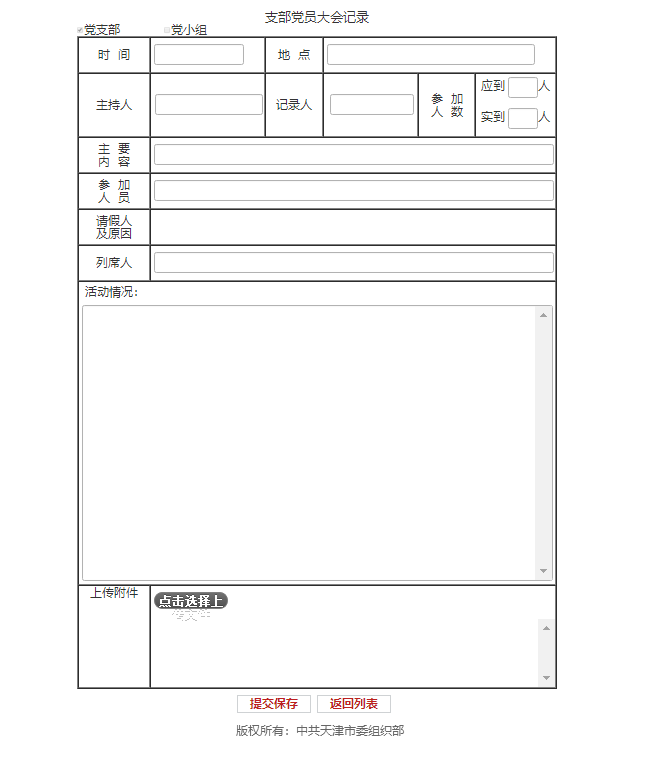 支部党员大会记录
党支部 党小组
时 间 地 点
主持人 记录人 参 加
人 数 应到 人
实到 人
主 要
内 容
参 加
人 员
请假人
及原因
列席人
活动情况：
上传附件 点击选择上
传文件
提交保存 返回列表
版权所有：中共天津市委组织部